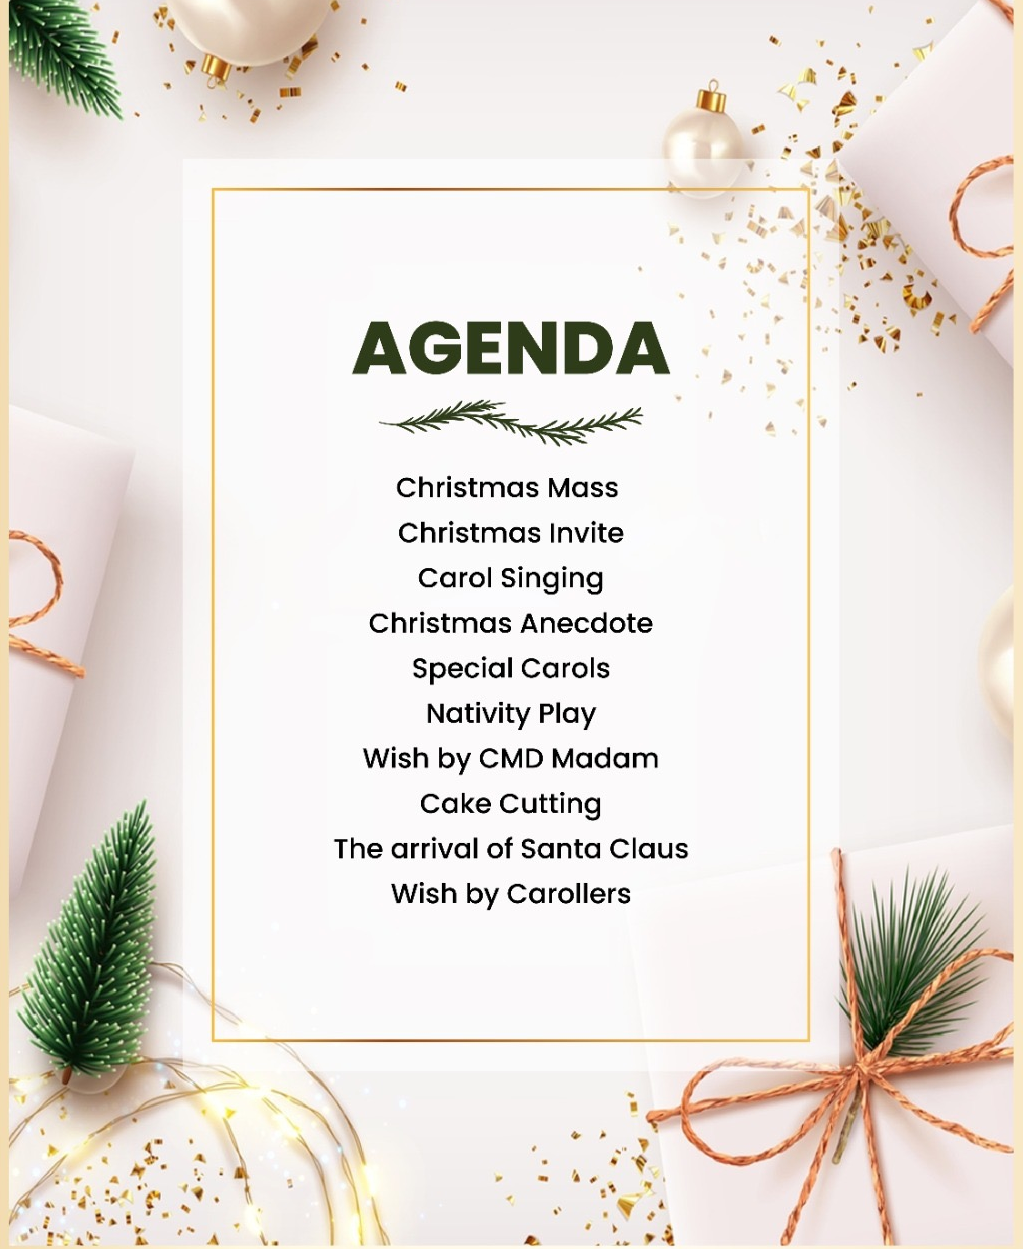 AGENDA
Christmas Mass
Christmas Invite
Carol Singing
Christmas Anecdote
Special Carols
Nativity Play
Wish by CMD Madam
Cake Cutting
The arrival of Santa Claus
Wish by Carollers